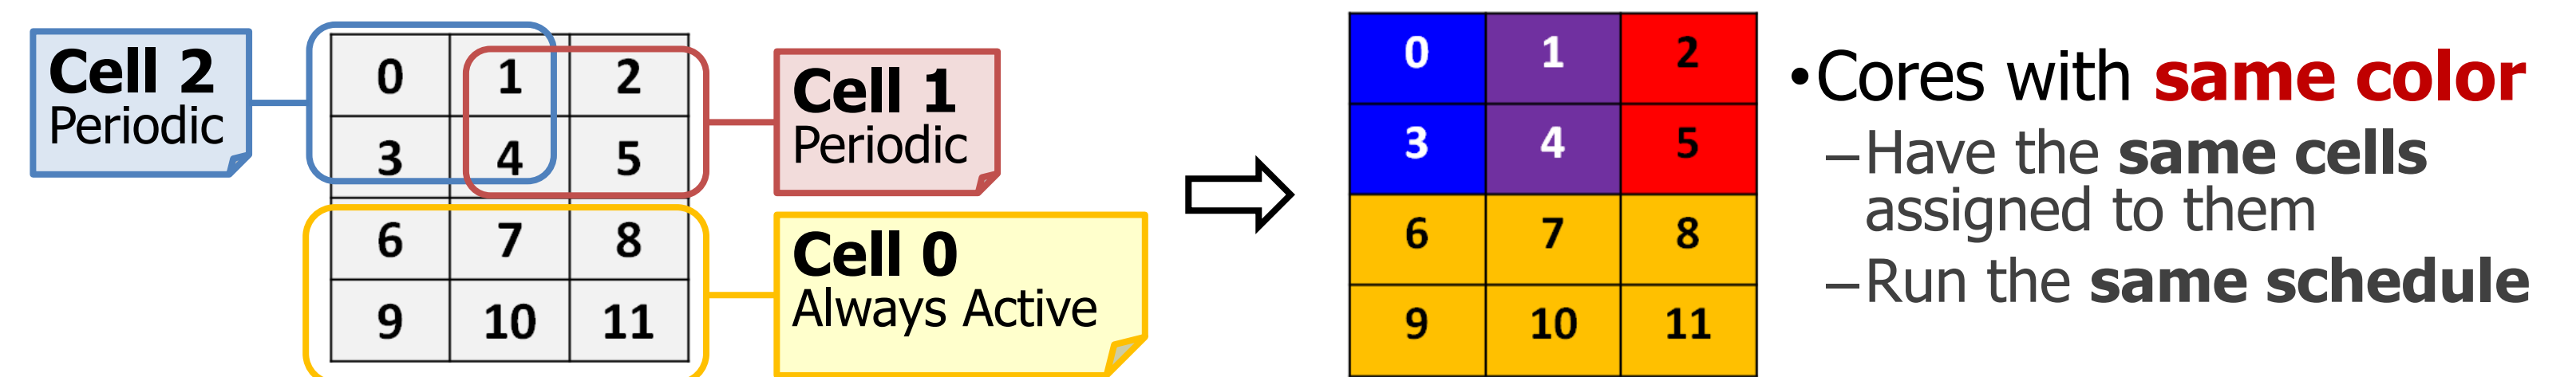 Cell 2
Periodic
0 1 2
3 4 5
6 7 8
9 10 11
Cell 1
Periodic
Cell 0
Always Active
0 1 2
3 4 5
6 7 8
9 10 11
•Cores with same color
–Have the same cells
assigned to them
–Run the same schedule